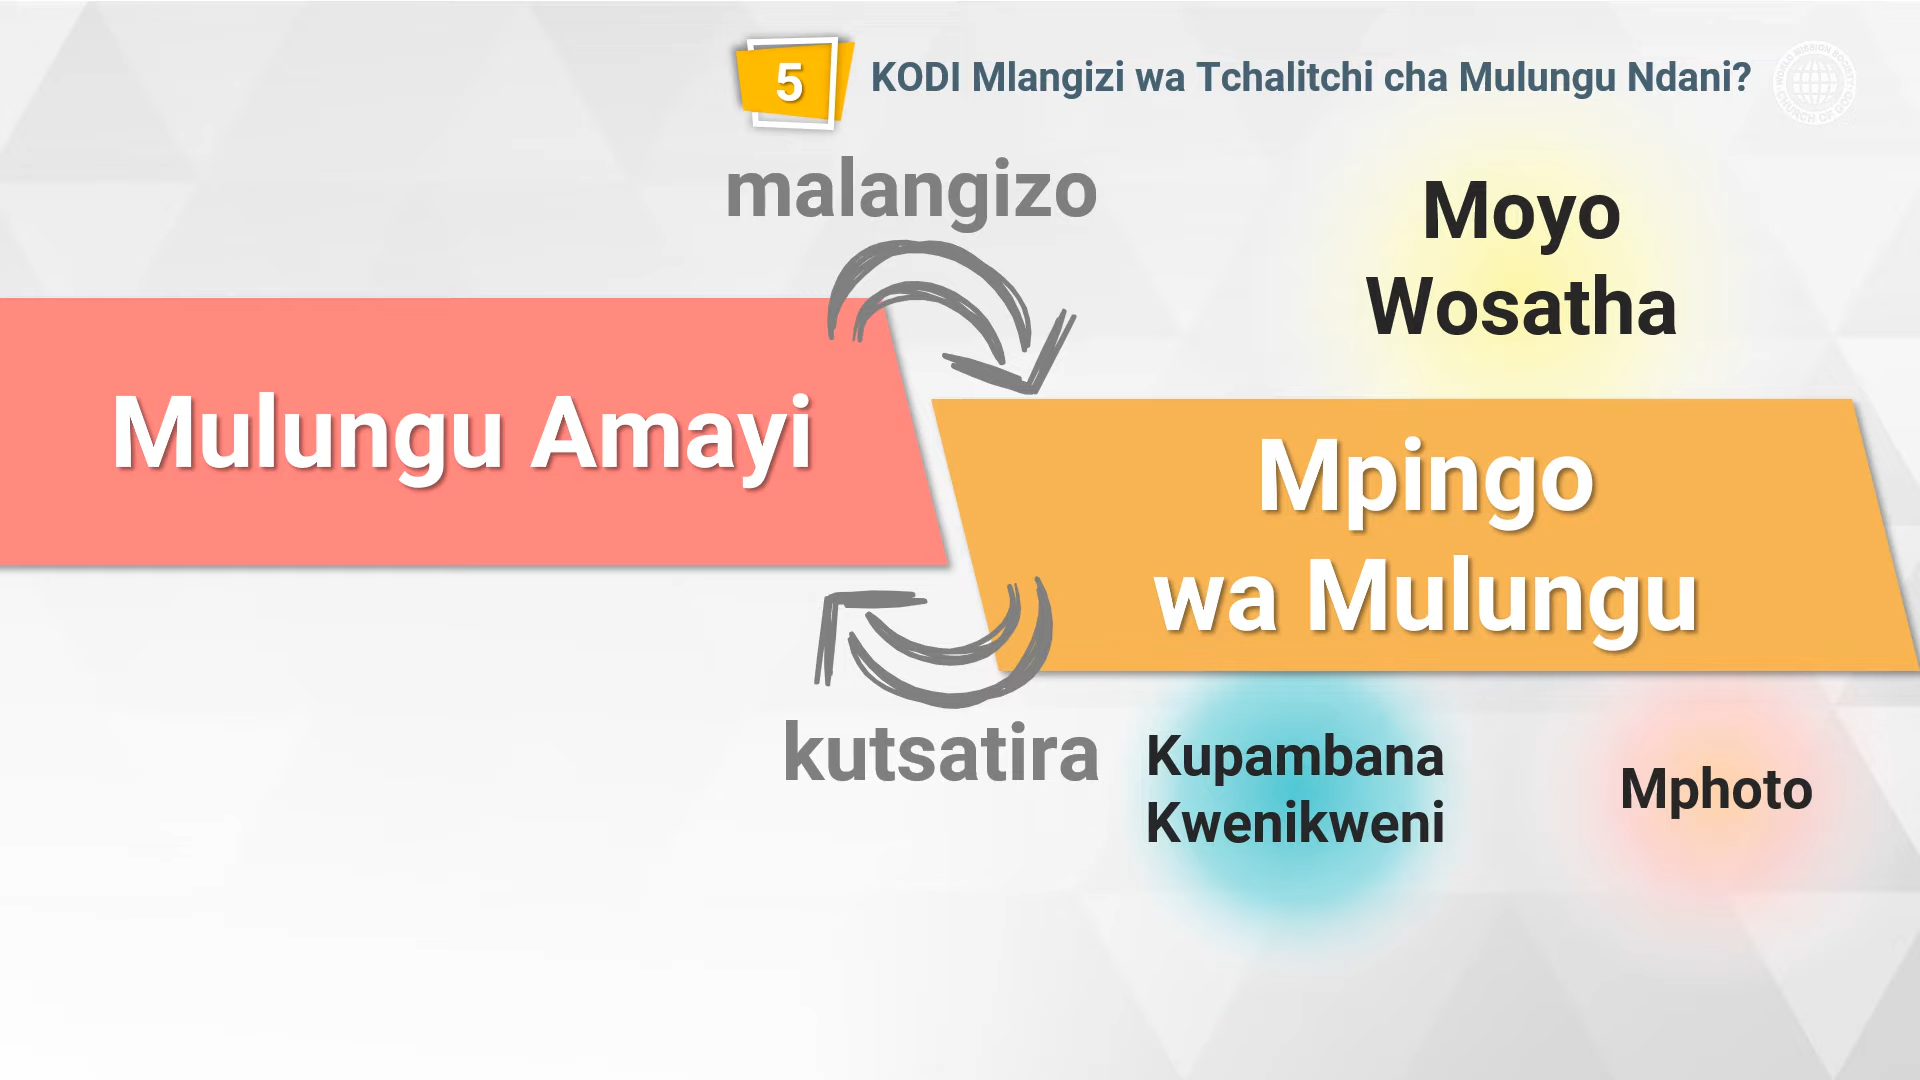 5
KODI Mlangizi wa Tchalitchi cha Mulungu Ndani?
malangizo
Moyo
Wosatha
Mulungu Amayi
Mpingo
wa Mulungu
kutsatira
Kupambana
Kwenikweni
Mphoto